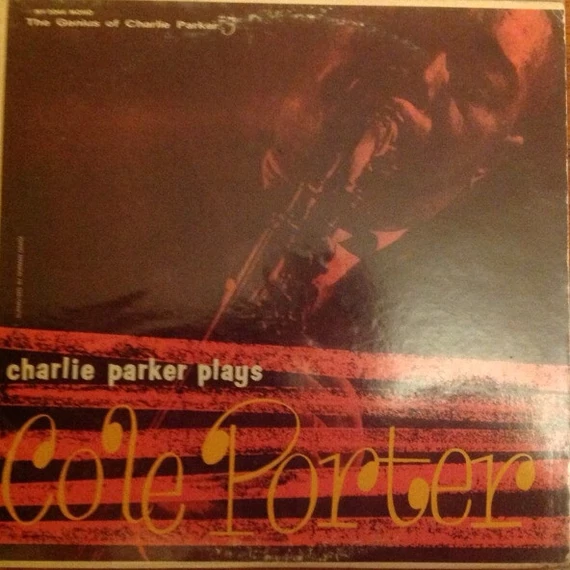 The Genius of Charlie Parker
charlie parker plays
Cole Porter